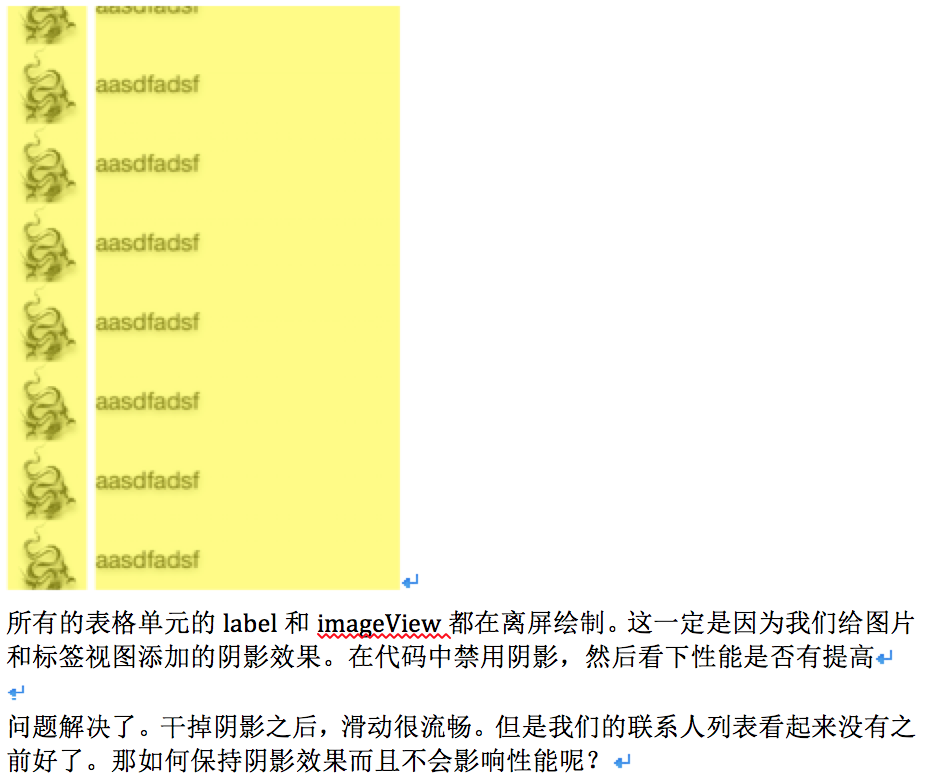 aasdfadsf
aasdfadsf
aasdfadsf
aasdfadsf
aasdfadsf
aasdfadsf
aasdfadsf
aasdfadsf
所有的表格单元的 label 和 imageView 都在离屏绘制。这一定是因为我们给图片
和标签视图添加的阴影效果。在代码中禁用阴影，然后看下性能是否有提高
问题解决了。干掉阴影之后，滑动很流畅。但是我们的联系人列表看起来没有之
前好了。那如何保持阴影效果而且不会影响性能呢？